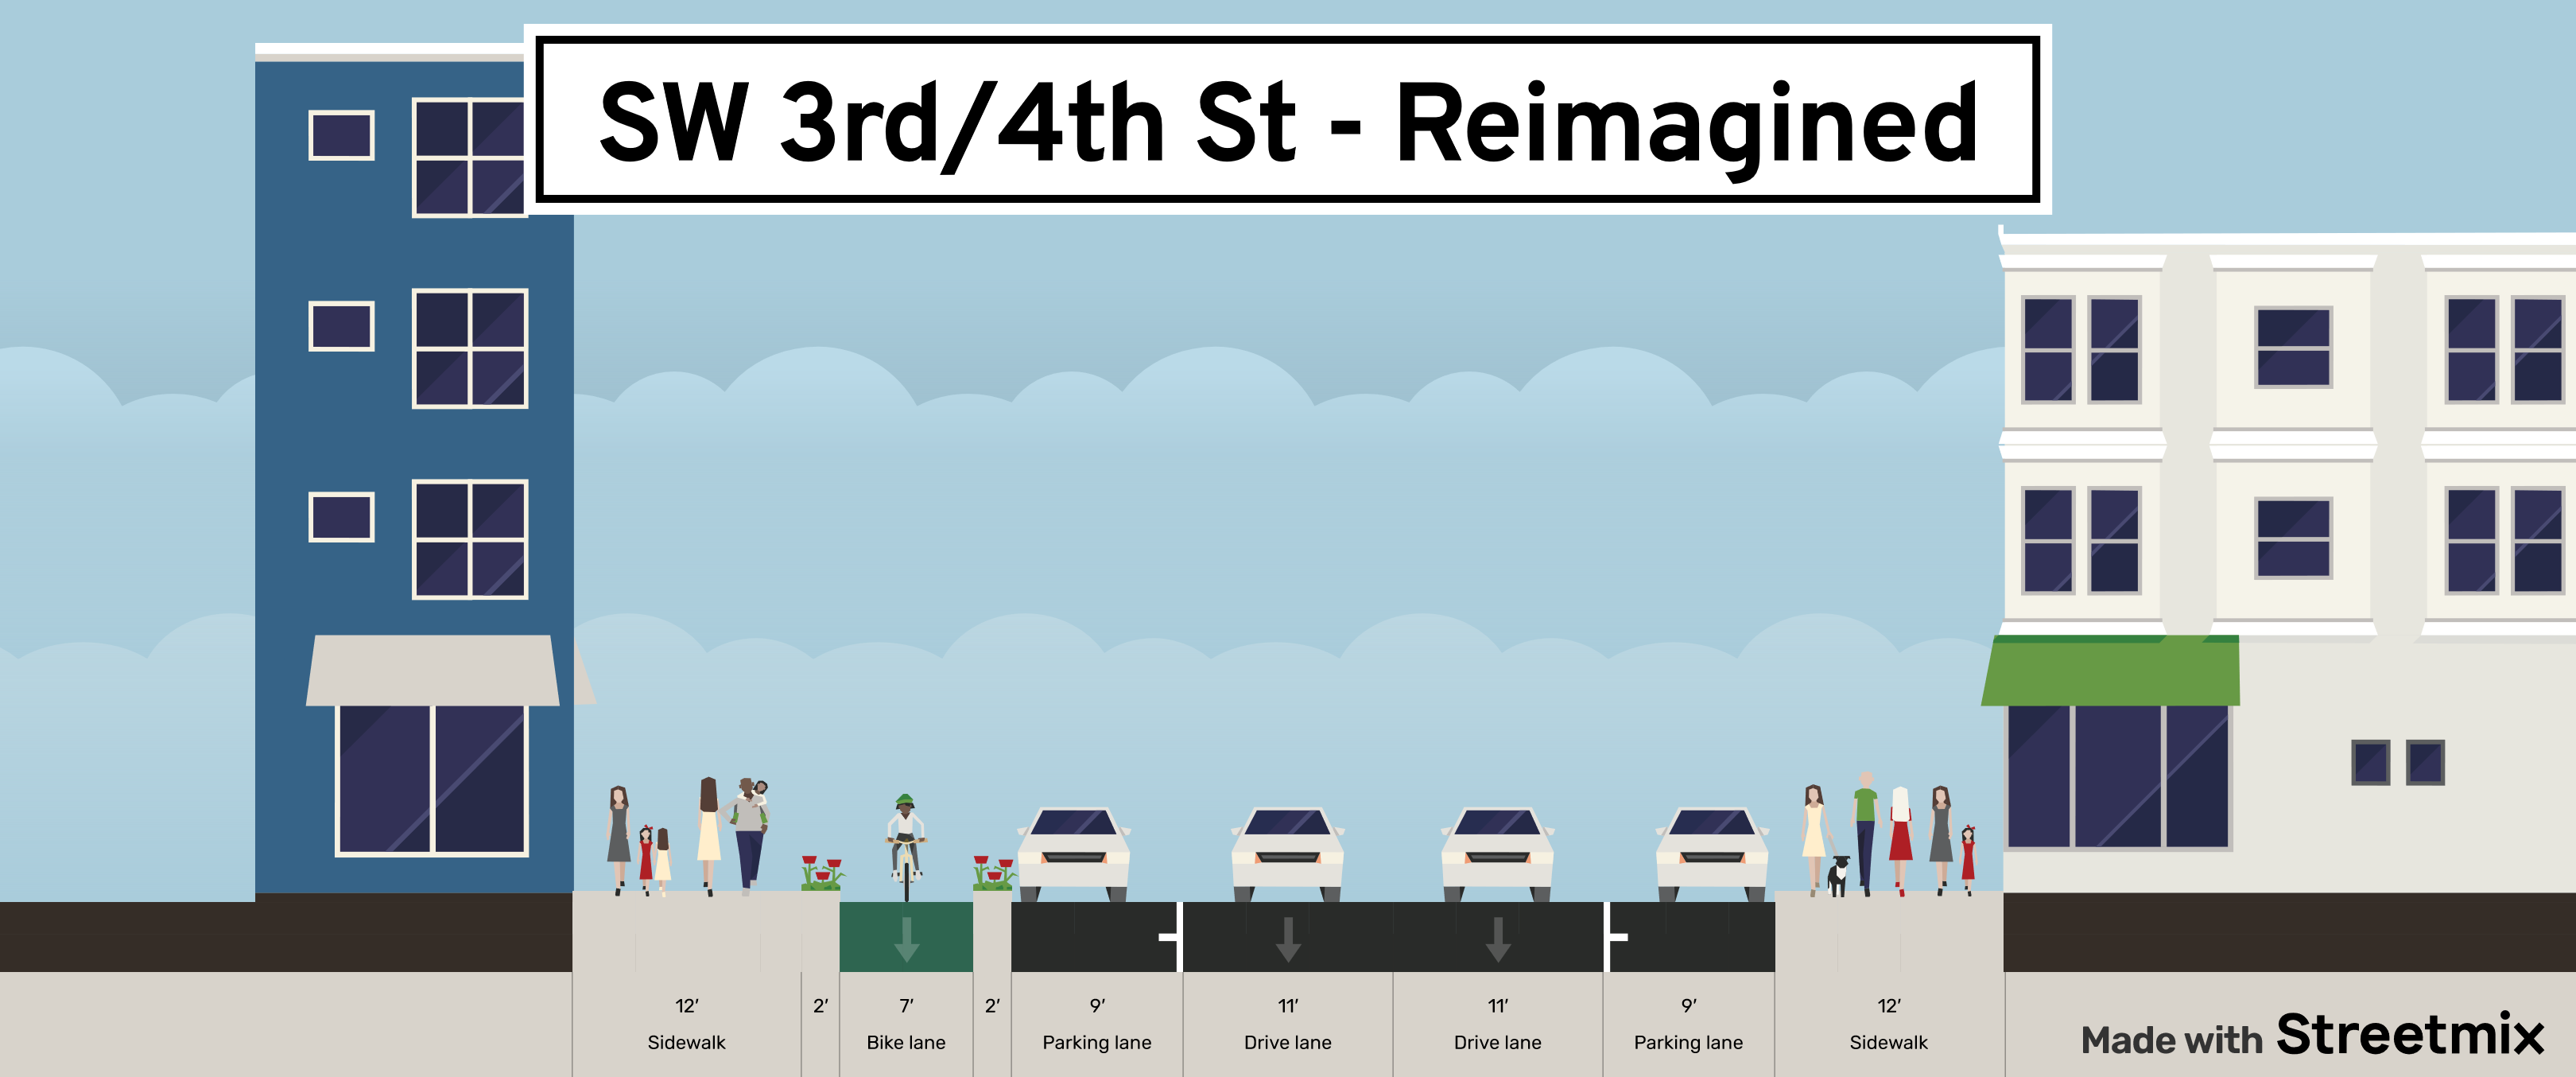 SW 3rd/4th St - Reimagined
12′ 2′ 7′ 2′ 9′ 11′ 11′ 9′ 12′
Sidewalk Bike lane Parking lane Drive lane Drive lane Parking lane Sidewalk
Made with Streetmix